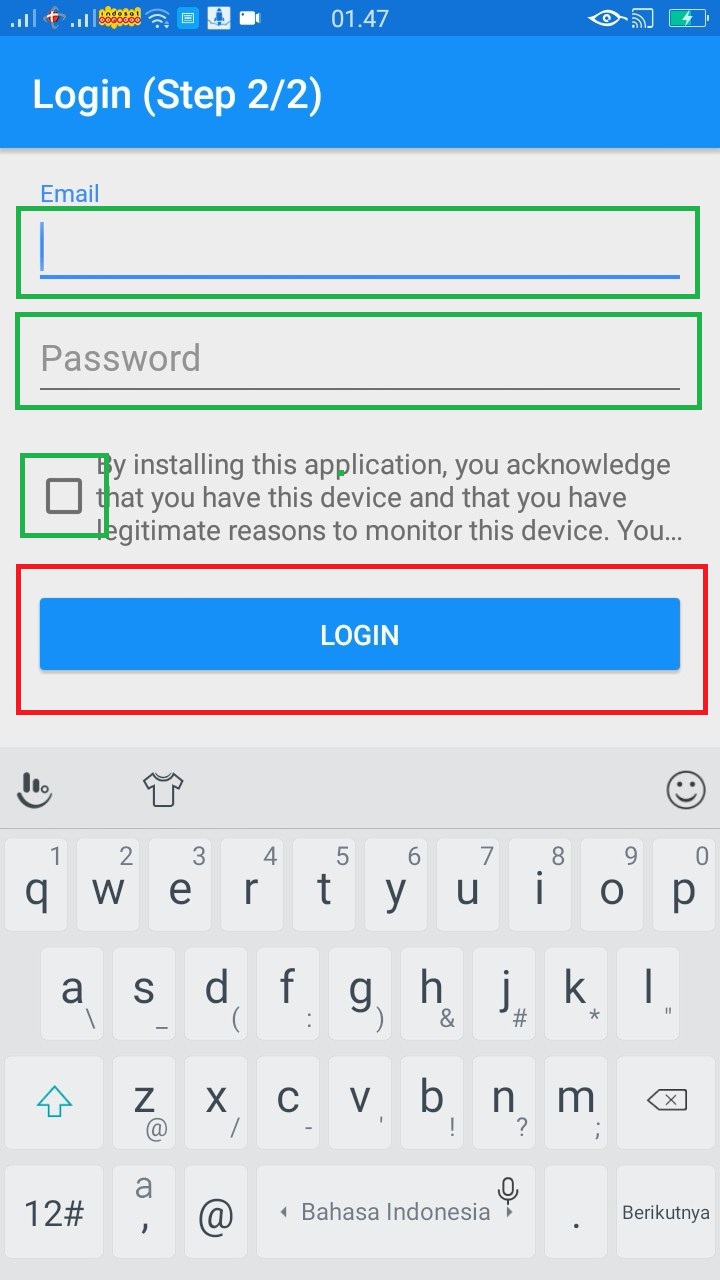 indosat
ooredoo
01.47
Login (Step 2/2)
Email
Password
By installing this application, you acknowledge
that you have this device and that you have
legitimate reasons to monitor this device. You...
LOGIN
1 2 3 4 5 6 7 8 9 0
q w e r t y u i o p
a s d f g h j k l
\ _ ( : ) & # * "
z x c v b n m
@ / - ' ! ? ;
12# a , @ Bahasa Indonesia . Berikutnya